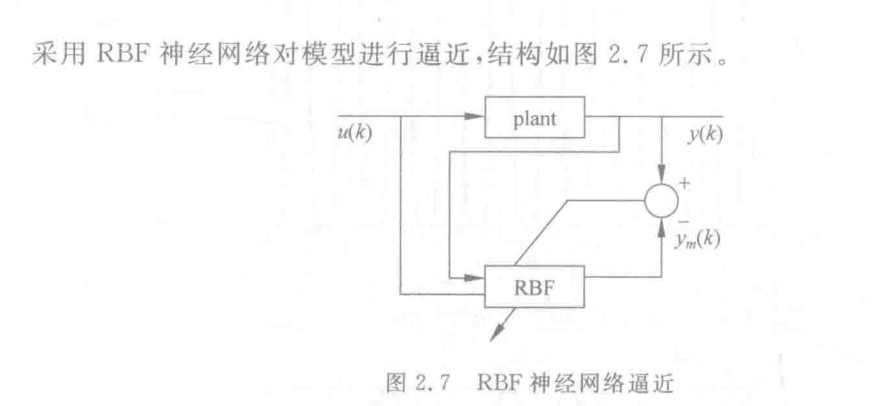 采用 RBF 神经网络对模型进行逼近,结构如图 2.7 所示。
plant
u(k)
y(k)
+
−
yₘ(k)
RBF
图 2.7 RBF 神经网络逼近